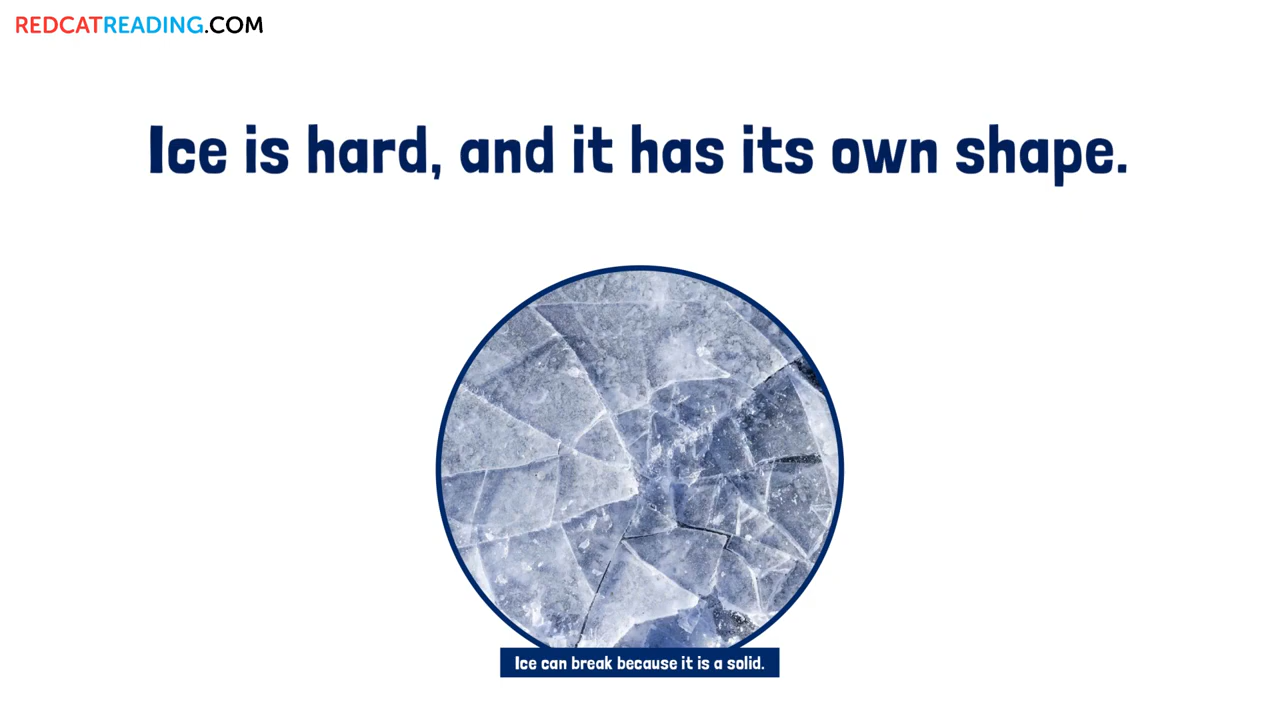 REDCATREADING.COM
Ice is hard, and it has its own shape.
Ice can break because it is a solid.